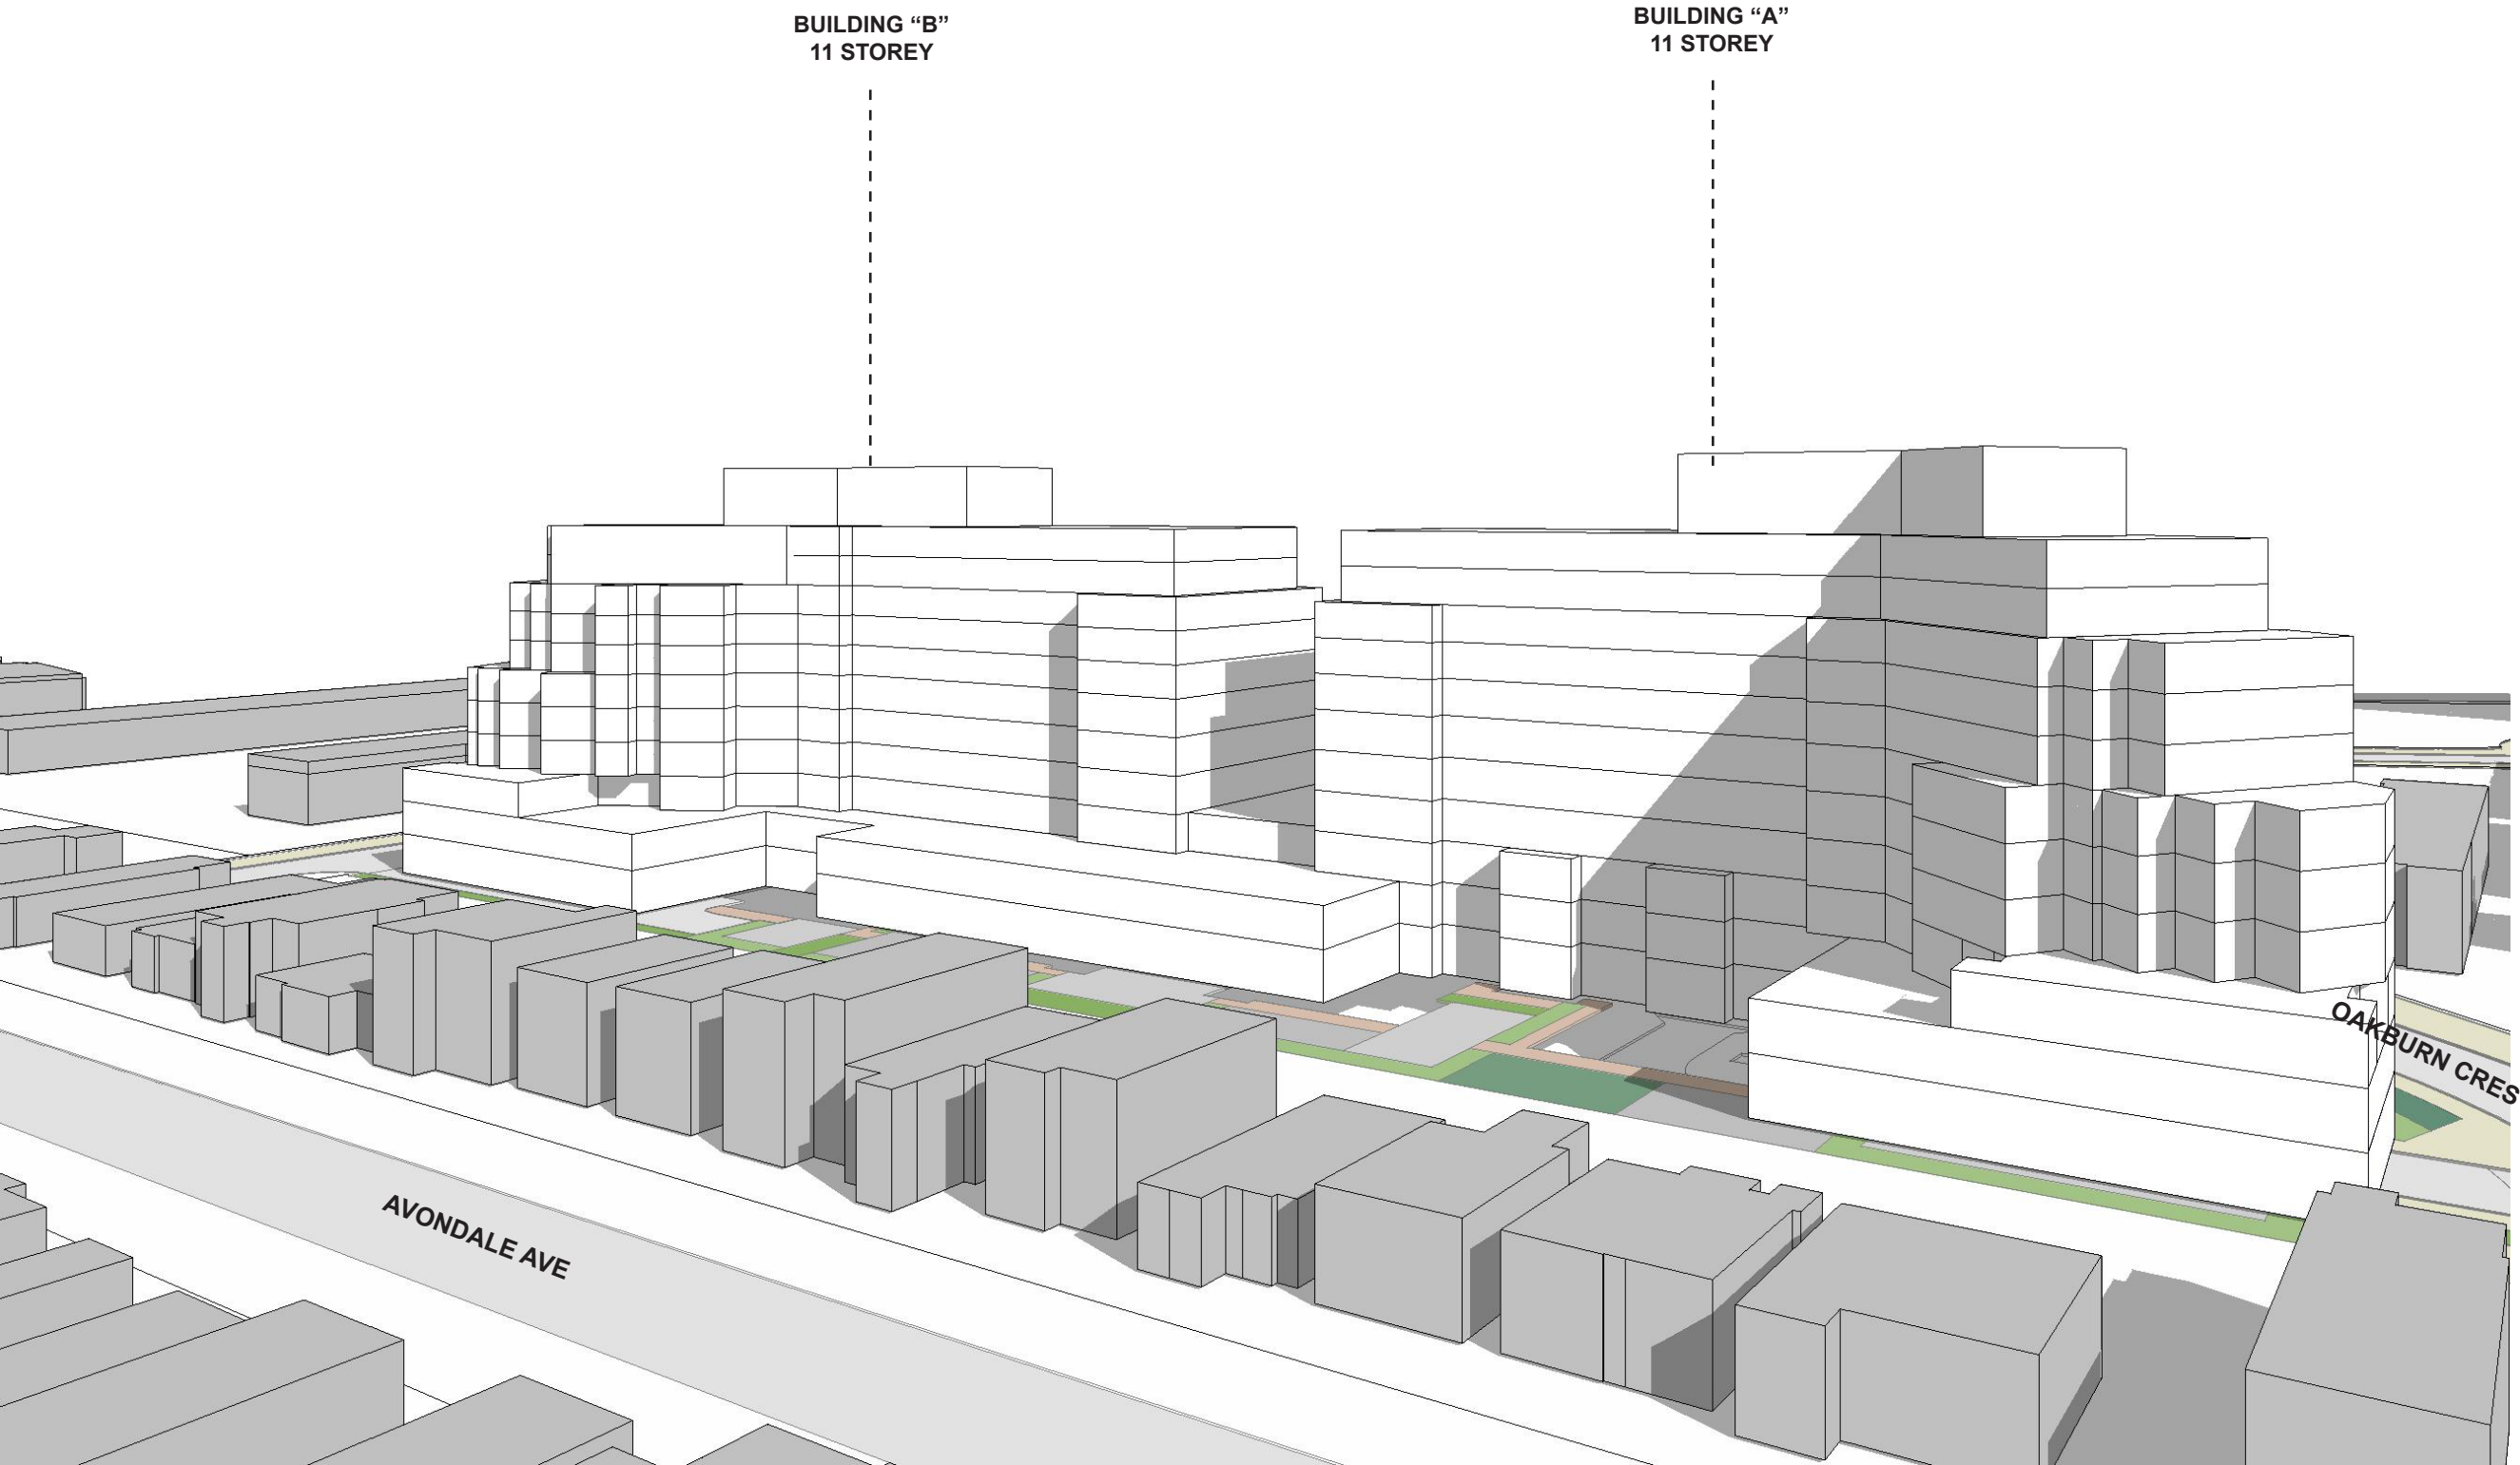 BUILDING “B”
11 STOREY
BUILDING “A”
11 STOREY
OAKBURN CRES
AVONDALE AVE